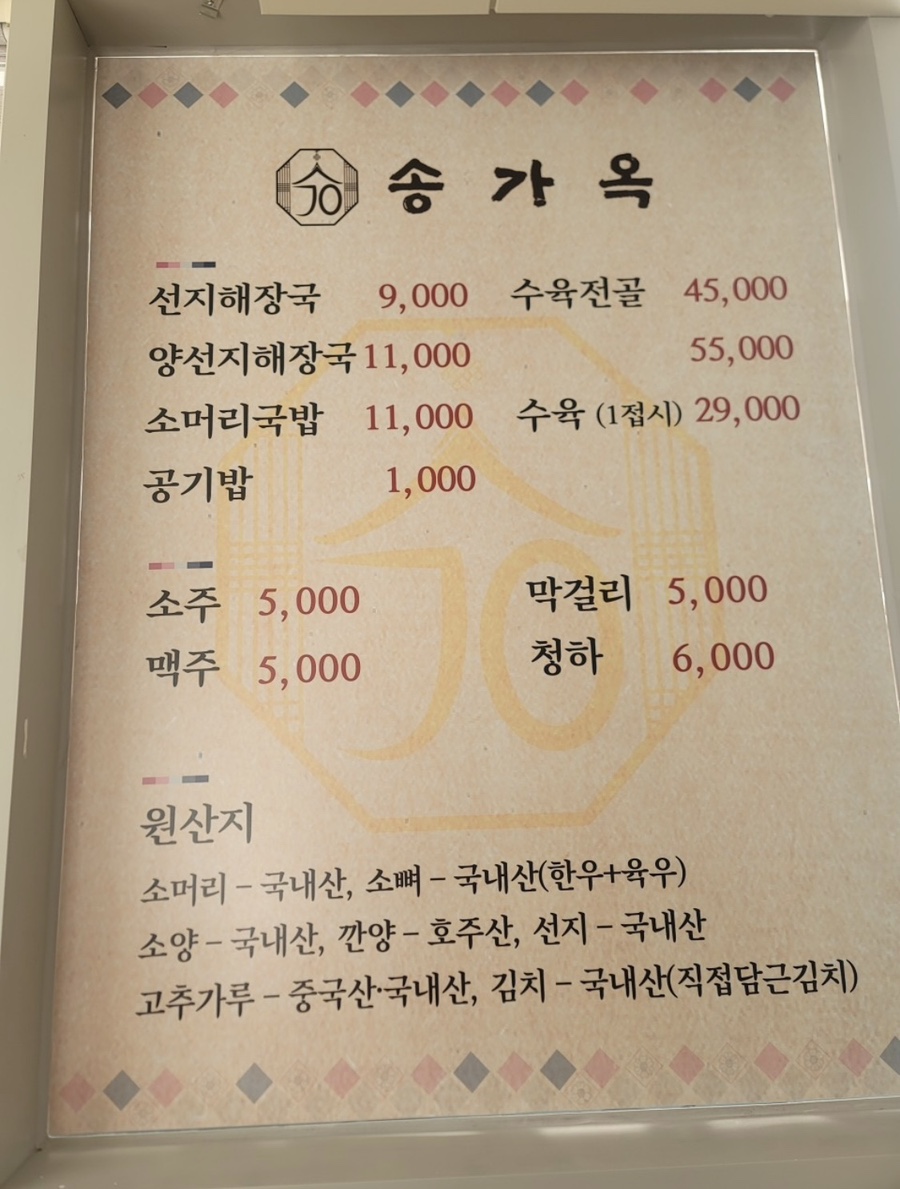 송가옥
선지해장국 9,000 수육전골 45,000
양선지해장국 11,000 55,000
소머리국밥 11,000 수육 (1접시) 29,000
공기밥 1,000
소주 5,000 막걸리 5,000
맥주 5,000 청하 6,000
원산지
소머리 - 국내산, 소뼈 - 국내산(한우+육우)
소양 - 국내산, 깐양 - 호주산, 선지 - 국내산
고추가루 - 중국산·국내산, 김치 - 국내산(직접담근김치)